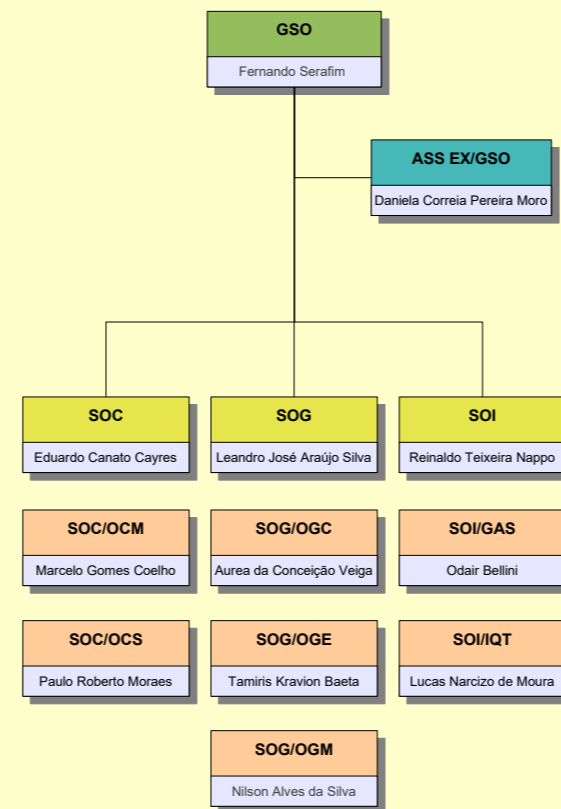 GSO
Fernando Serafim
ASS EX/GSO
Daniela Correia Pereira Moro
SOC
Eduardo Canato Cayres
SOG
Leandro José Araújo Silva
SOI
Reinaldo Teixeira Nappo
SOC/OCM
Marcelo Gomes Coelho
SOG/OGC
Aurea da Conceição Veiga
SOI/GAS
Odair Bellini
SOC/OCS
Paulo Roberto Moraes
SOG/OGE
Tamiris Kravion Baeta
SOI/IQT
Lucas Narcizo de Moura
SOG/OGM
Nilson Alves da Silva